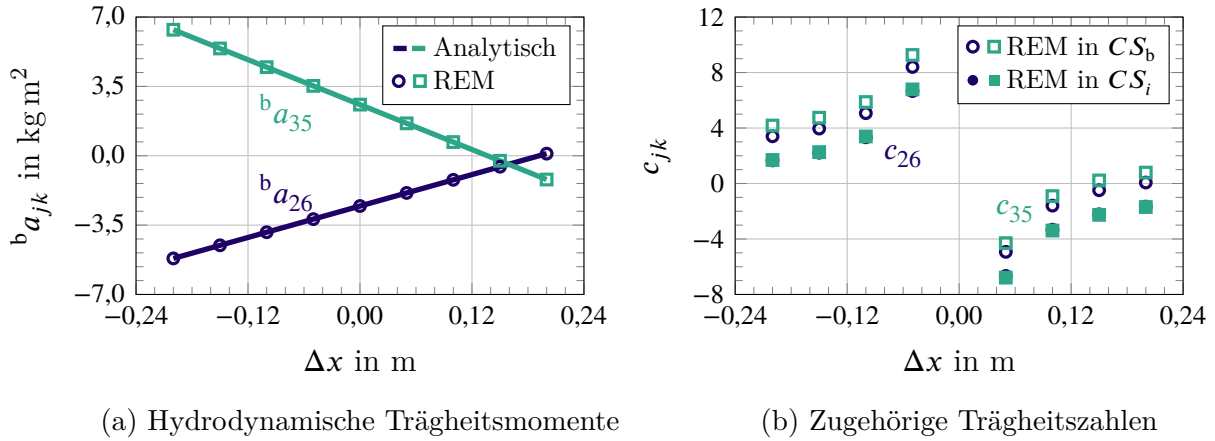 7,0
3,5
0,0
−3,5
−7,0
ᵇa_jk in kg m²
Analytisch
REM
ᵇa₃₅
ᵇa₂₆
−0,24 −0,12 0,00 0,12 0,24
Δx in m
(a) Hydrodynamische Trägheitsmomente
12
8
4
0
−4
−8
c_jk
REM in CS_b
REM in CS_i
c₂₆
c₃₅
−0,24 −0,12 0,00 0,12 0,24
Δx in m
(b) Zugehörige Trägheitszahlen